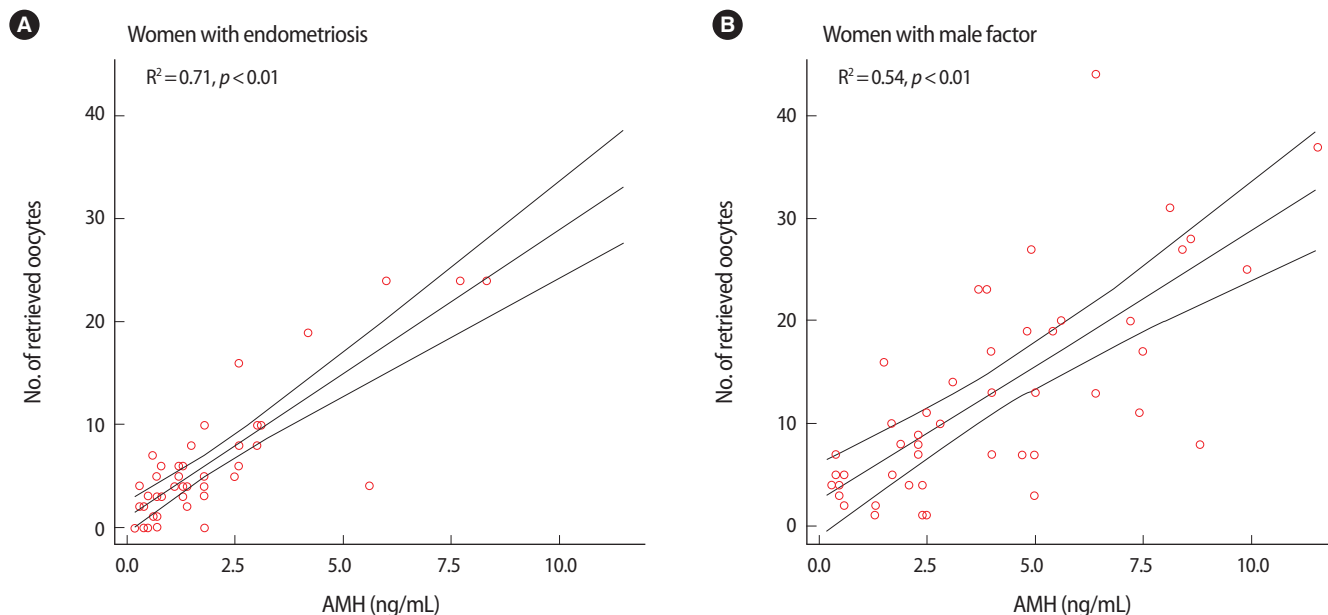 A
Women with endometriosis
R² = 0.71, p < 0.01
No. of retrieved oocytes
40
30
20
10
0
0.0 2.5 5.0 7.5 10.0
AMH (ng/mL)
B
Women with male factor
R² = 0.54, p < 0.01
No. of retrieved oocytes
40
30
20
10
0
0.0 2.5 5.0 7.5 10.0
AMH (ng/mL)